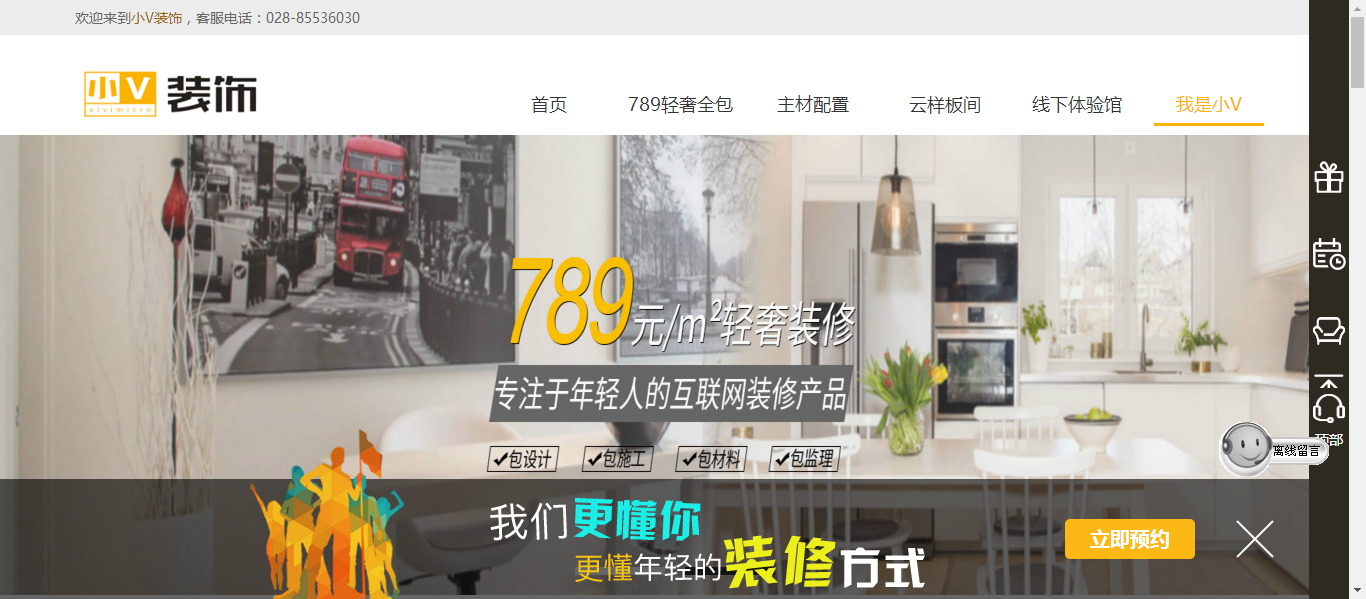 欢迎来到小V装饰，客服电话：028-85536030
小V 装饰
vivimicro
首页 789轻奢全包 主材配置 云样板间 线下体验馆 我是小V
789元/m²轻奢装修
专注于年轻人的互联网装修产品
✔包设计 ✔包施工 ✔包材料 ✔包监理
顶部
离线留言
我们更懂你
更懂年轻的装修方式
立即预约